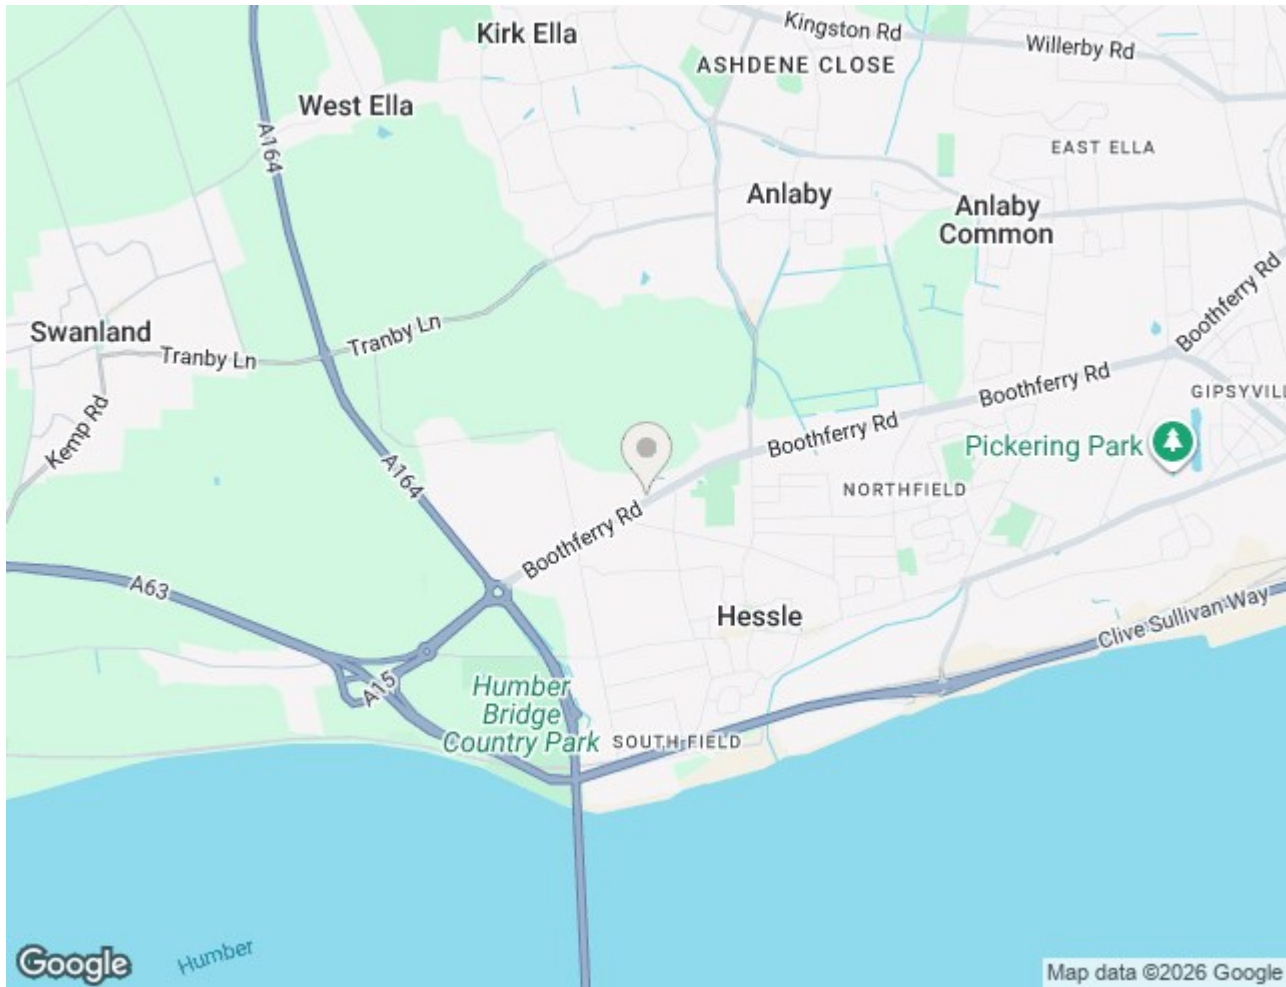 Kirk Ella
Kingston Rd
Willerby Rd
ASHDENE CLOSE
West Ella
A164
EAST ELLA
Anlaby
Anlaby
Common
Boothferry Rd
Swanland
Tranby Ln
Tranby Ln
Kemp Rd
Boothferry Rd
GIPSYVILL
Boothferry Rd
Pickering Park
A164
NORTHFIELD
Boothferry Rd
A63
Hessle
Clive Sullivan Way
A15
Humber
Bridge
Country Park
SOUTH FIELD
Humber
Google
Map data ©2026 Google